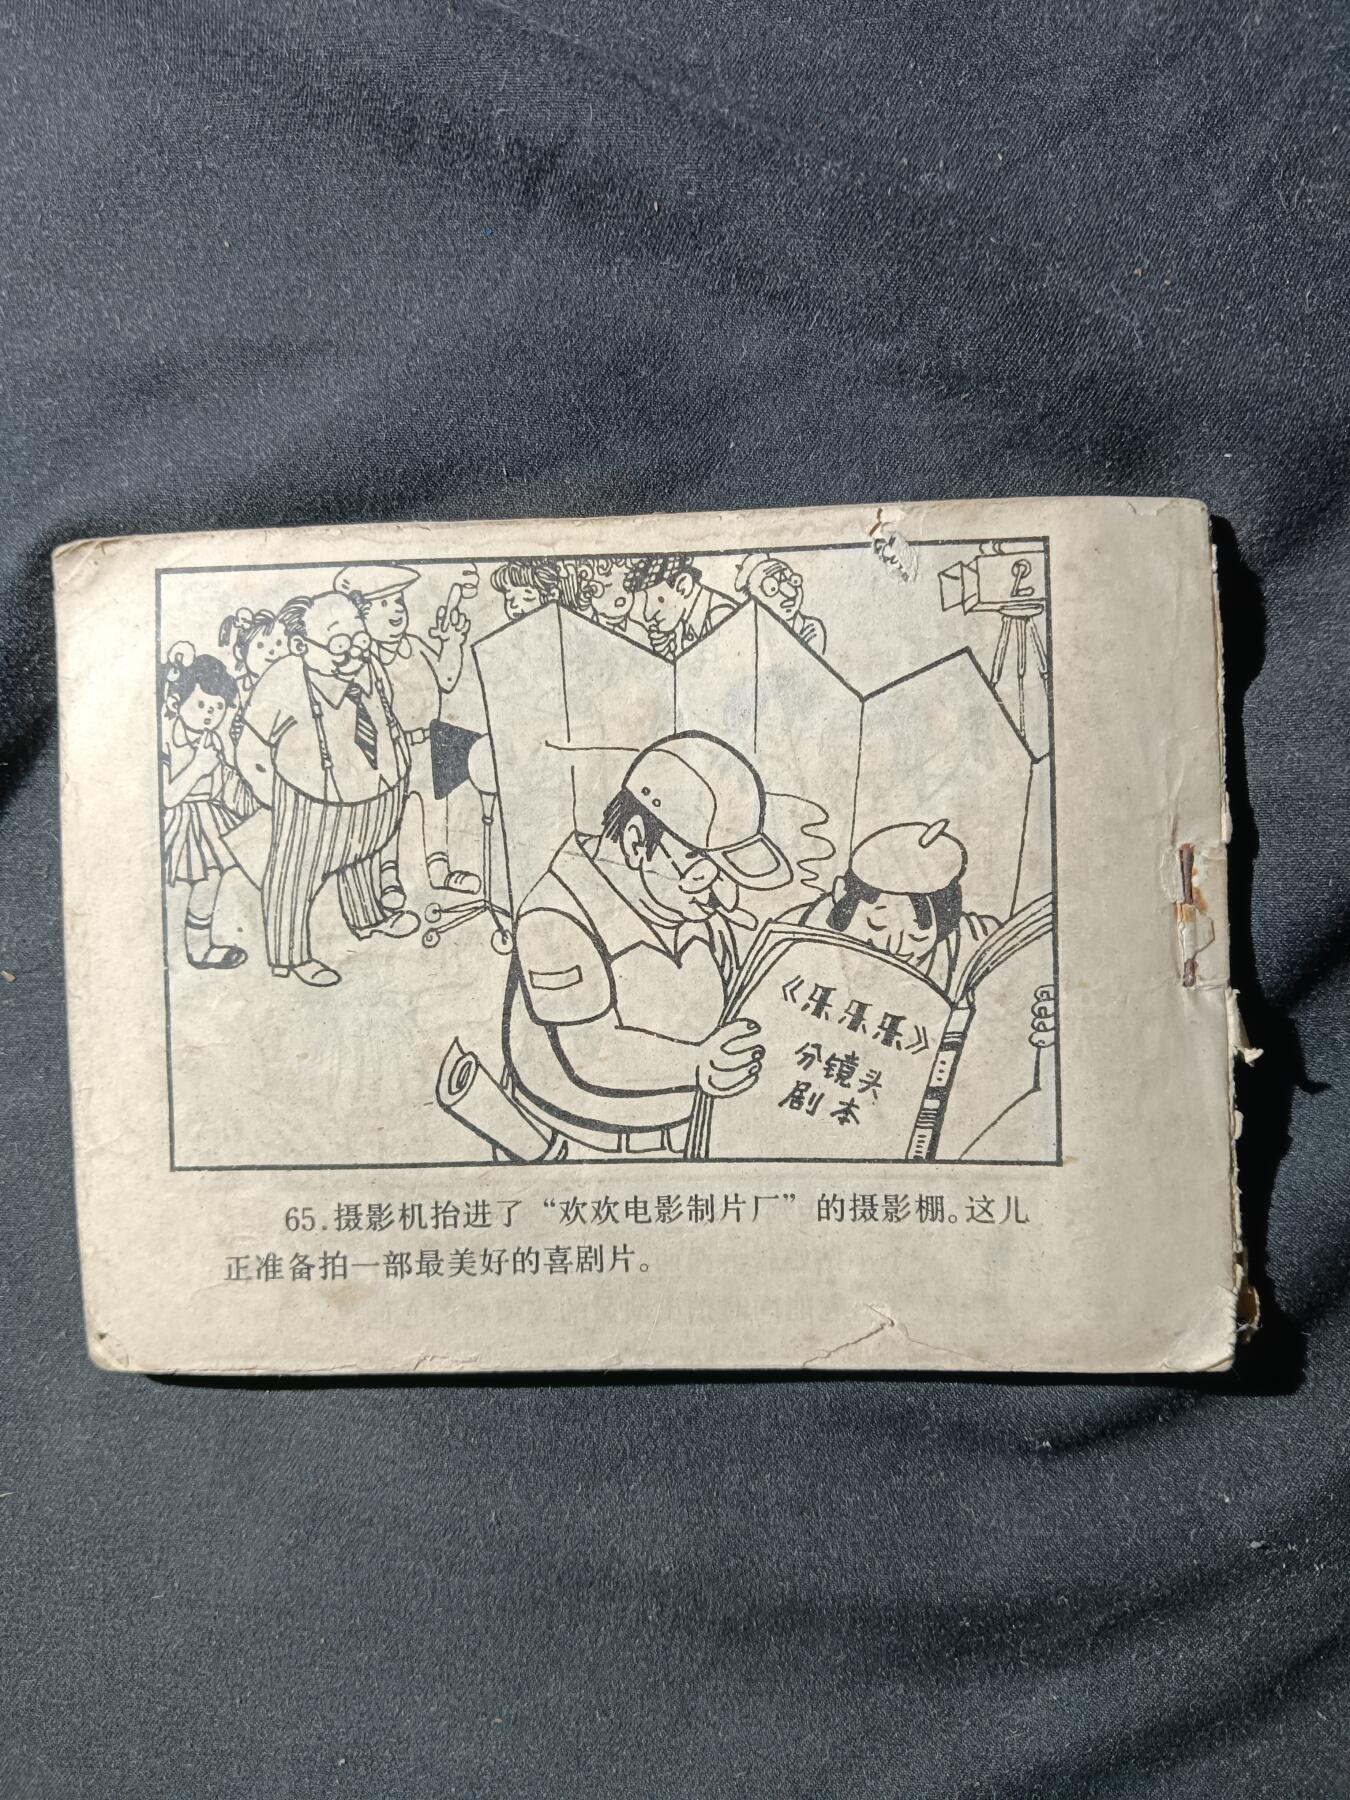 2
《乐乐乐》
分镜头
剧本
65.摄影机抬进了“欢欢电影制片厂”的摄影棚。这儿
正准备拍一部最美好的喜剧片。